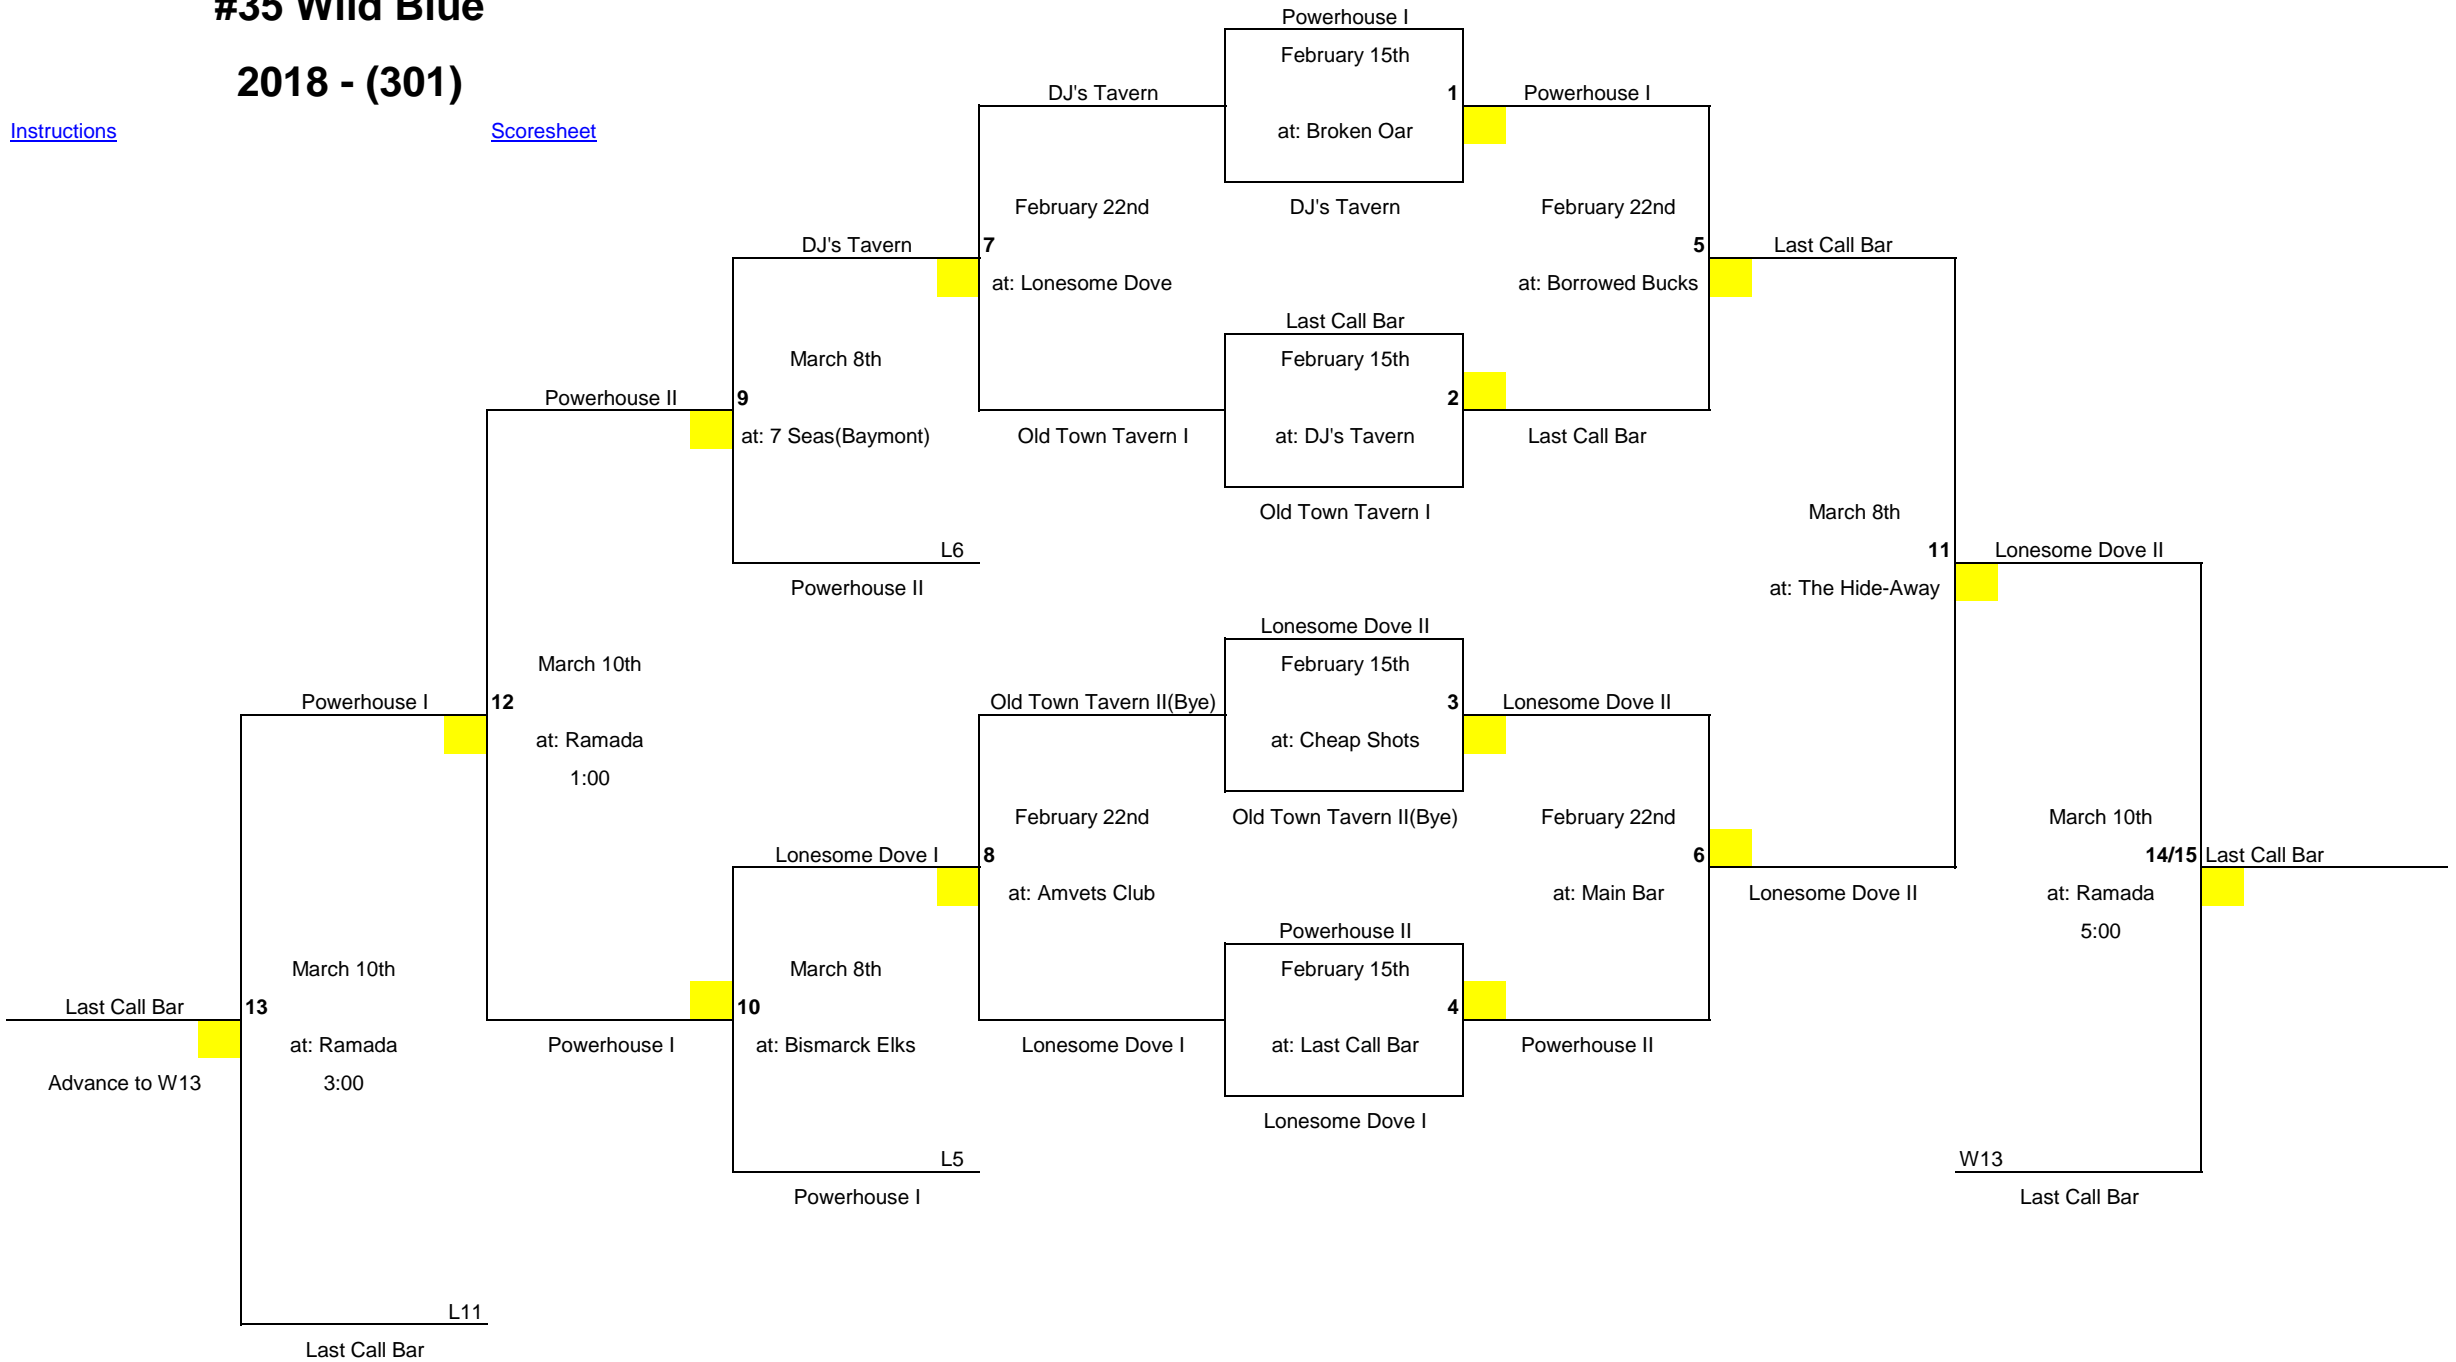 #35 Wild Blue
2018 - (301)
Instructions
Scoresheet
Powerhouse I
February 15th
DJ's Tavern
1
Powerhouse I
at: Broken Oar
February 22nd
DJ's Tavern
February 22nd
DJ's Tavern
7
5
Last Call Bar
at: Lonesome Dove
at: Borrowed Bucks
Last Call Bar
March 8th
February 15th
Powerhouse II
9
2
at: 7 Seas(Baymont)
Old Town Tavern I
at: DJ's Tavern
Last Call Bar
Old Town Tavern I
March 8th
L6
11
Lonesome Dove II
Powerhouse II
at: The Hide-Away
Lonesome Dove II
March 10th
February 15th
Powerhouse I
12
Old Town Tavern II(Bye)
3
Lonesome Dove II
at: Ramada
at: Cheap Shots
1:00
February 22nd
Old Town Tavern II(Bye)
February 22nd
March 10th
Lonesome Dove I
8
6
14/15
Last Call Bar
at: Amvets Club
at: Main Bar
Lonesome Dove II
at: Ramada
Powerhouse II
5:00
March 10th
March 8th
February 15th
Last Call Bar
13
10
4
at: Ramada
Powerhouse I
at: Bismarck Elks
Lonesome Dove I
at: Last Call Bar
Powerhouse II
Advance to W13
3:00
Lonesome Dove I
L5
W13
Powerhouse I
Last Call Bar
L11
Last Call Bar